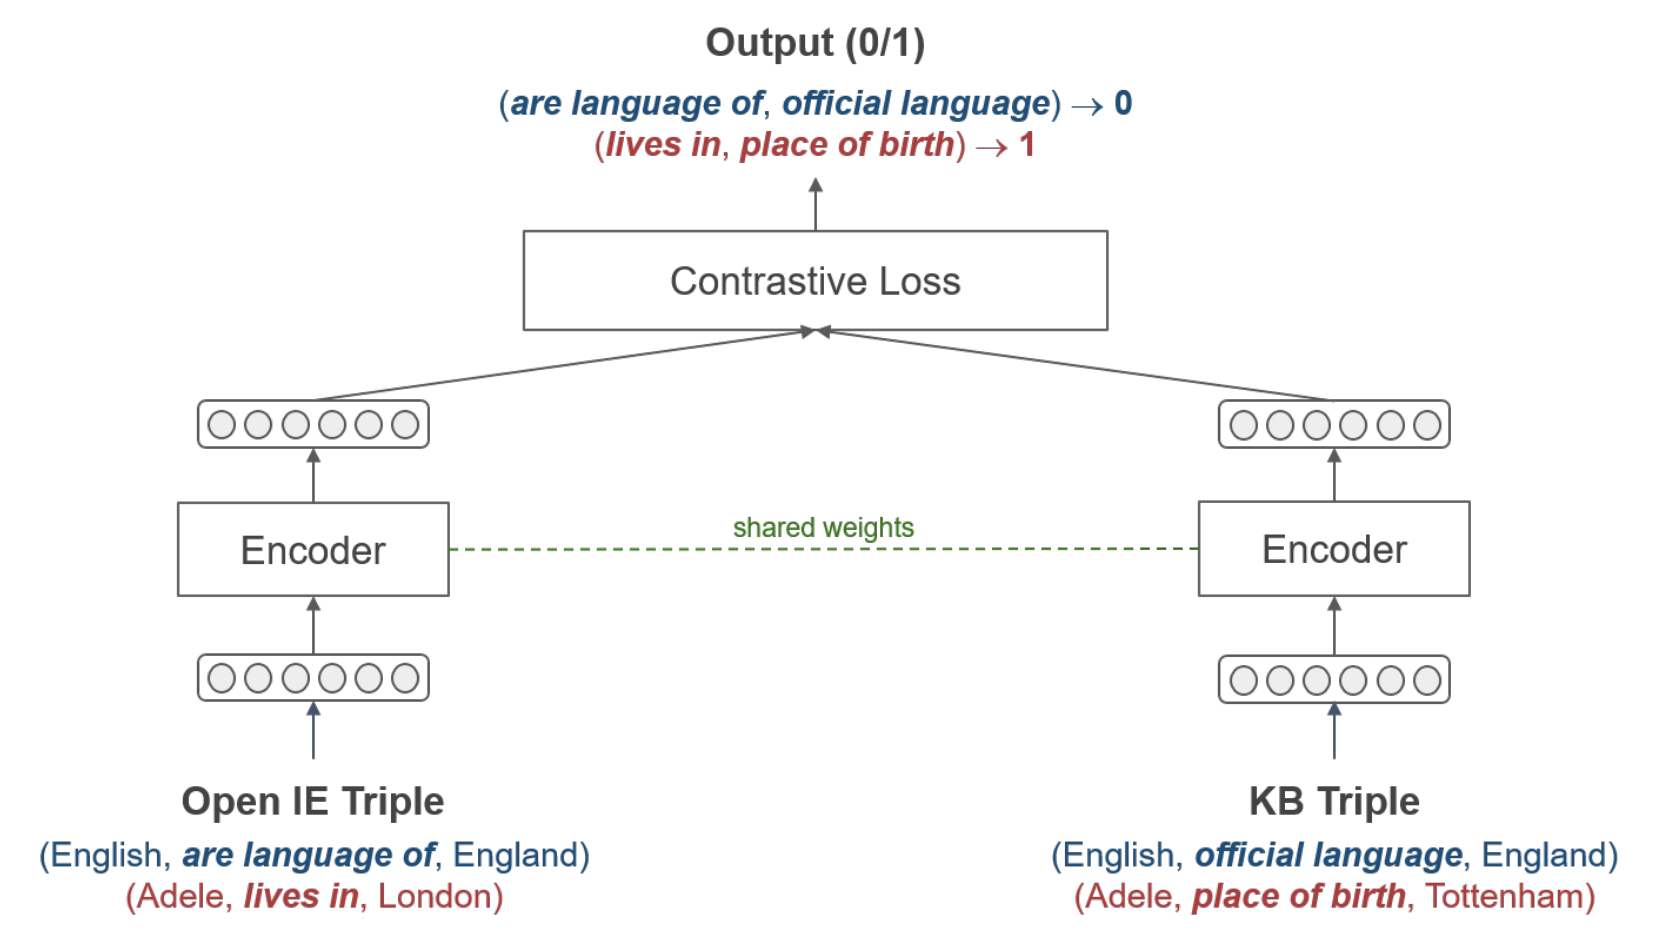 Output (0/1)
(are language of, official language) → 0
(lives in, place of birth) → 1
Contrastive Loss
Encoder
shared weights
Encoder
Open IE Triple
(English, are language of, England)
(Adele, lives in, London)
KB Triple
(English, official language, England)
(Adele, place of birth, Tottenham)